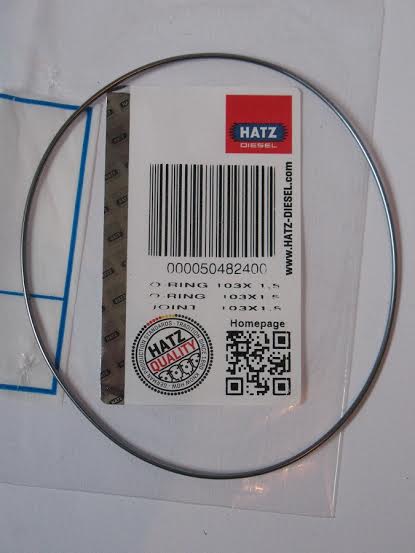 HATZ
DIESEL
www.HATZ-DIESEL.com
000050482400
O-RING 103X 1,5
O-RING 103X1,5
JOINT 103X1,5
Homepage
HATZ
QUALITY